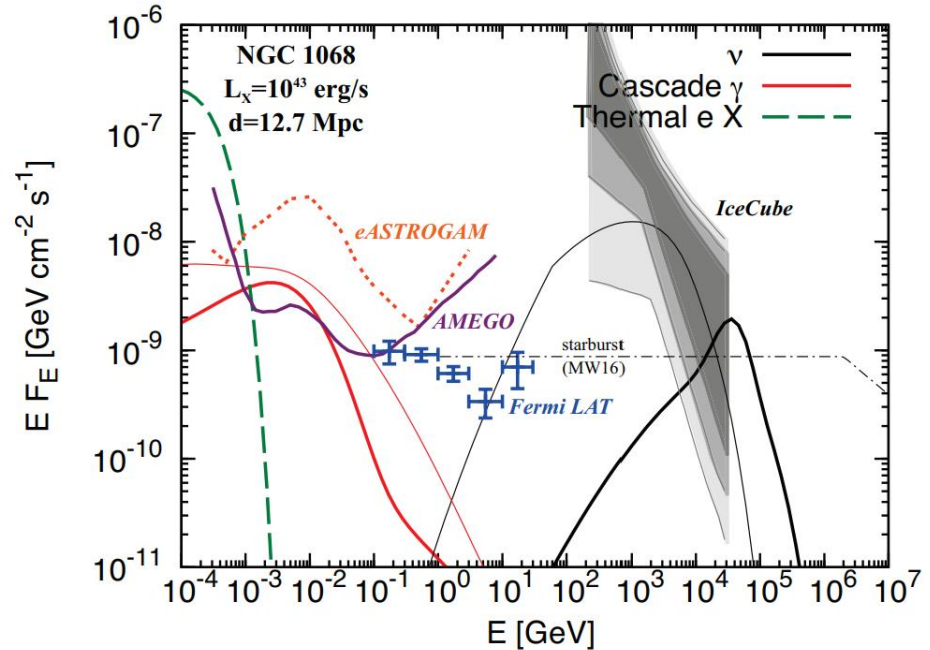 NGC 1068
L_X=10^43 erg/s
d=12.7 Mpc
ν
Cascade γ
Thermal e X
eASTROGAM
AMEGO
Fermi LAT
IceCube
starburst
(MW16)
E F_E [GeV cm^-2 s^-1]
10^-6
10^-7
10^-8
10^-9
10^-10
10^-11
10^-4 10^-3 10^-2 10^-1 10^0 10^1 10^2 10^3 10^4 10^5 10^6 10^7
E [GeV]